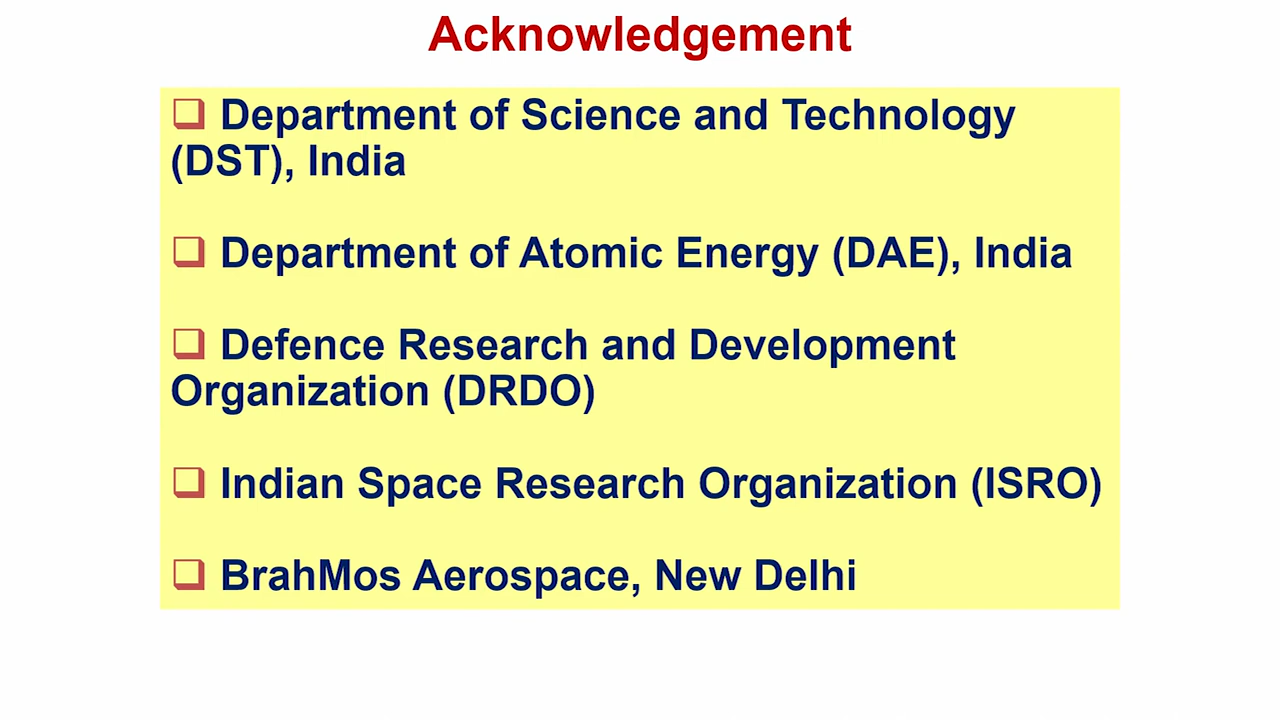 Acknowledgement
❑ Department of Science and Technology
(DST), India
❑ Department of Atomic Energy (DAE), India
❑ Defence Research and Development
Organization (DRDO)
❑ Indian Space Research Organization (ISRO)
❑ BrahMos Aerospace, New Delhi